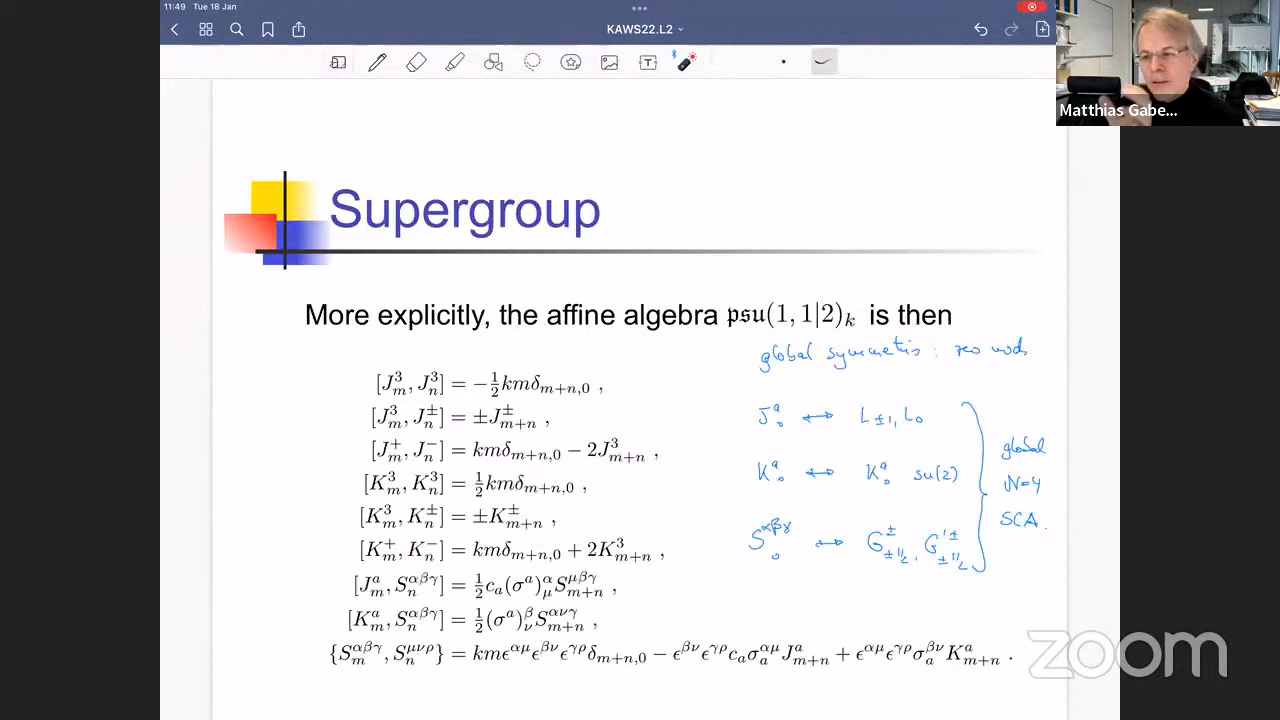 11:49 Tue 18 Jan
KAWS22.L2
Matthias Gabe...
Supergroup
More explicitly, the affine algebra 𝔭𝔰𝔲(1,1|2)ₖ is then
global symmetries : zero modes
[J^3_m, J^3_n] = −½kmδ_{m+n,0} ,
[J^3_m, J^±_n] = ±J^±_{m+n} ,
[J^+_m, J^-_n] = kmδ_{m+n,0} − 2J^3_{m+n} ,
[K^3_m, K^3_n] = ½kmδ_{m+n,0} ,
[K^3_m, K^±_n] = ±K^±_{m+n} ,
[K^+_m, K^-_n] = kmδ_{m+n,0} + 2K^3_{m+n} ,
[J^a_m, S^{αβγ}_n] = ½c_a(σ^a)^α_μ S^{μβγ}_{m+n} ,
[K^a_m, S^{αβγ}_n] = ½(σ^a)^β_ν S^{ανγ}_{m+n} ,
{S^{αβγ}_m, S^{μνρ}_n} = kmε^{αμ}ε^{βν}ε^{γρ}δ_{m+n,0} − ε^{βν}ε^{γρ}c_aσ_a^{αμ}J^a_{m+n} + ε^{αμ}ε^{γρ}σ_a^{βν}K^a_{m+n} .
J^a_0 ↔ L_{±1}, L_0
K^a_0 ↔ K^a_0 su(2)
S^{αβγ}_0 ↔ G^±_{±1/2}, G'^±_{±1/2}
global
N=4
SCA.
zoom